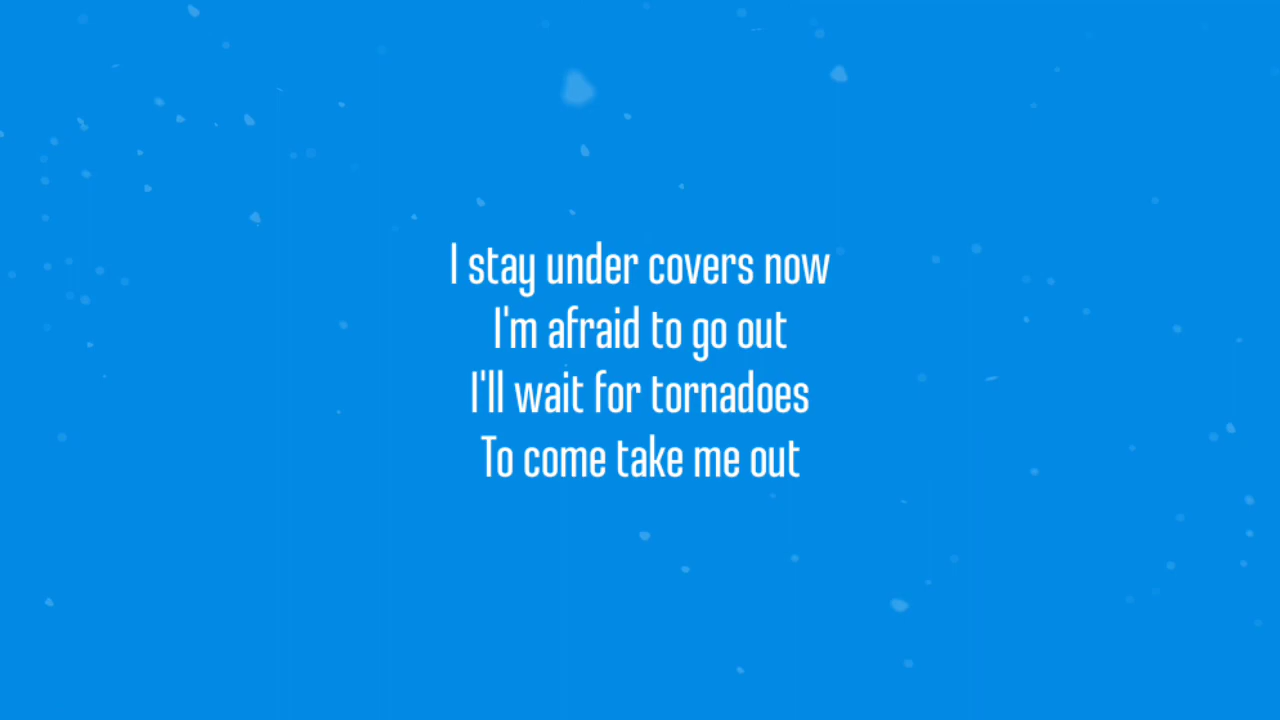 I stay under covers now
I'm afraid to go out
I'll wait for tornadoes
To come take me out